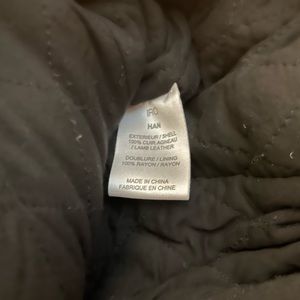 IRO
HAN
EXTERIEUR / SHELL
100% CUIR, AGNEAU
/ LAMB LEATHER
DOUBLURE / LINING
100% RAYON / RAYON
MADE IN CHINA
FABRIQUE EN CHINE